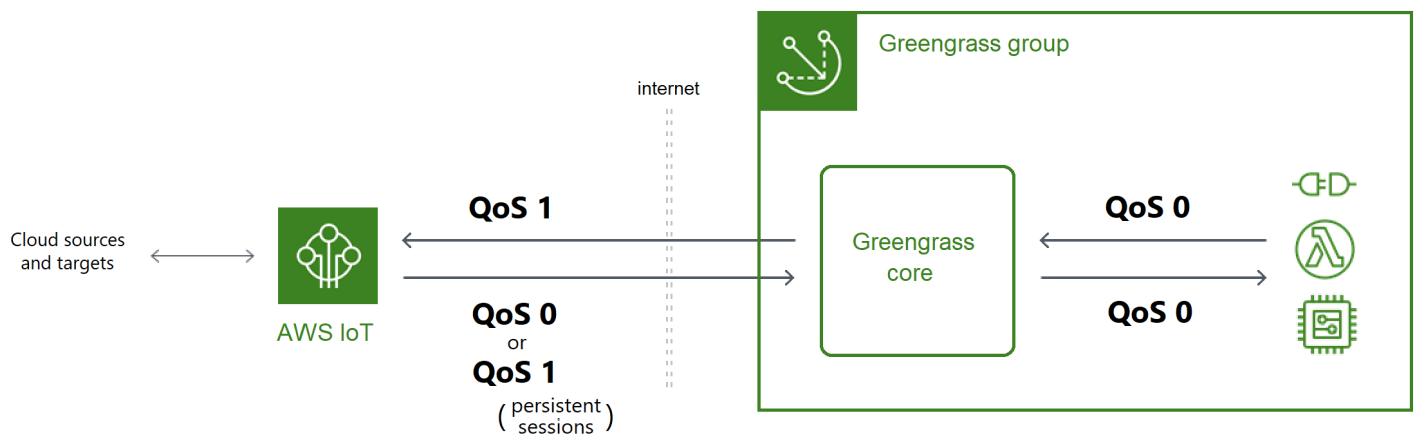 Greengrass group
internet
QoS 1
QoS 0
Cloud sources
and targets
Greengrass
core
AWS IoT
QoS 0
or
QoS 1
(persistent
sessions)
QoS 0